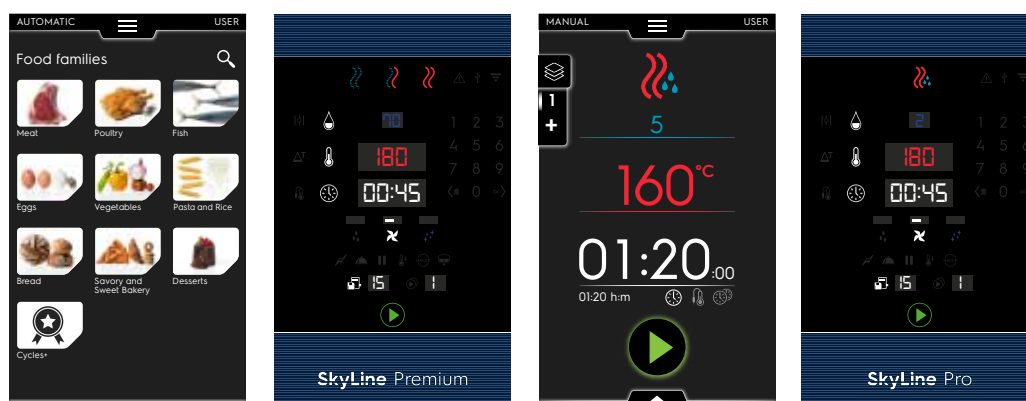 AUTOMATIC USER
Food families
Meat Poultry Fish
Eggs Vegetables Pasta and Rice
Bread Savory and Sweet Bakery Desserts
Cycles+
70
1 2 3
ΔT 180 4 5 6
7 8 9
00:45 0
15 1
SkyLine Premium
MANUAL USER
1
+
5
160°C
01:20:00
01:20 h:m
2
1 2 3
ΔT 180 4 5 6
7 8 9
00:45 0
15 1
SkyLine Pro